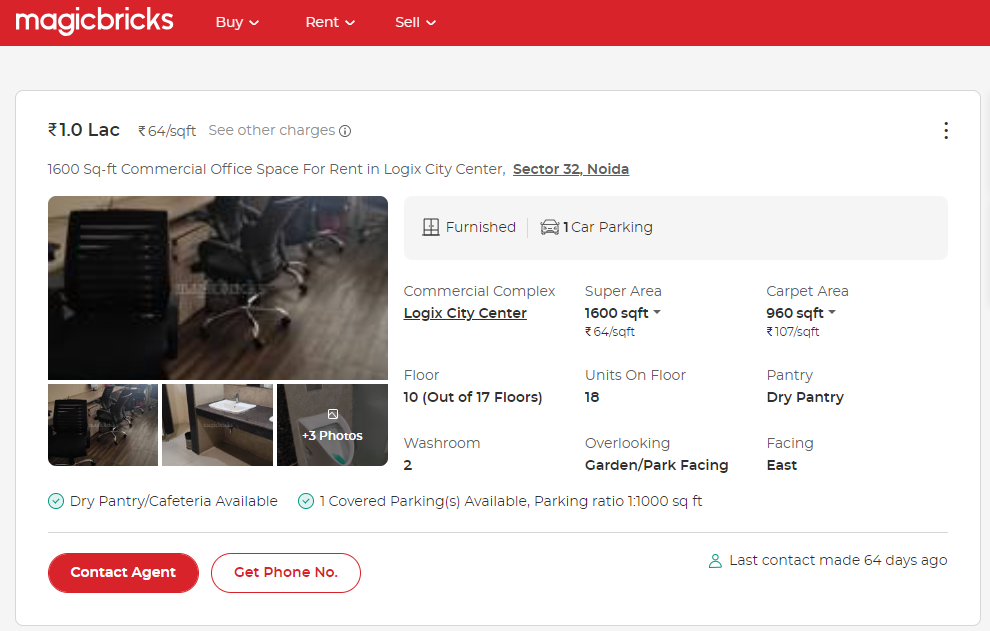 magicbricks Buy Rent Sell
₹1.0 Lac ₹64/sqft See other charges
1600 Sq-ft Commercial Office Space For Rent in Logix City Center, Sector 32, Noida
Furnished 1 Car Parking
Commercial Complex Super Area Carpet Area
Logix City Center 1600 sqft 960 sqft
₹64/sqft ₹107/sqft
magicbricks
Floor Units On Floor Pantry
10 (Out of 17 Floors) 18 Dry Pantry
+3 Photos
Washroom Overlooking Facing
2 Garden/Park Facing East
Dry Pantry/Cafeteria Available 1 Covered Parking(s) Available, Parking ratio 1:1000 sq ft
Contact Agent Get Phone No. Last contact made 64 days ago